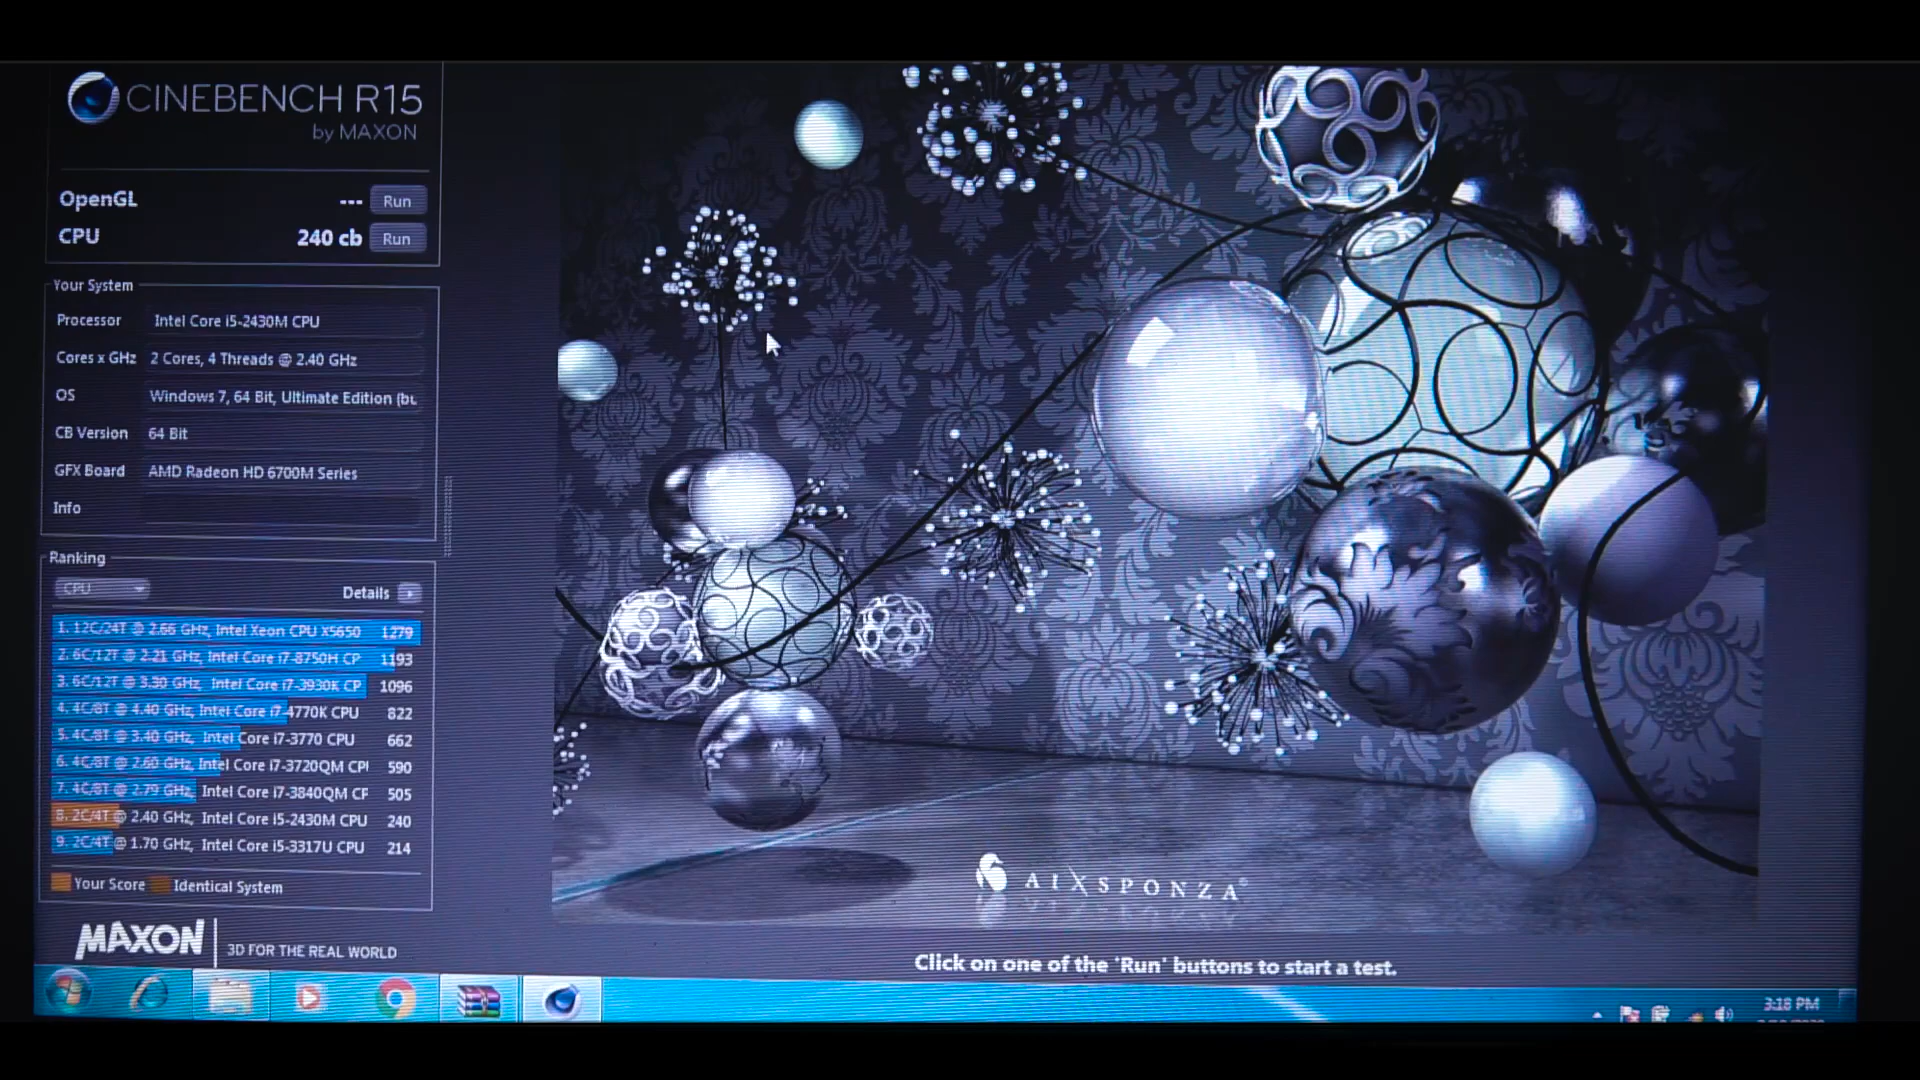 CINEBENCH R15
by MAXON
OpenGL --- Run
CPU 240 cb Run
Your System
Processor Intel Core i5-2430M CPU
Cores x GHz 2 Cores, 4 Threads @ 2.40 GHz
OS Windows 7, 64 Bit, Ultimate Edition (bu
CB Version 64 Bit
GFX Board AMD Radeon HD 6700M Series
Info
Ranking
CPU Details
1. 12C/24T @ 2.66 GHz, Intel Xeon CPU X5650 1279
2. 6C/12T @ 2.21 GHz, Intel Core i7-8750H CP 1193
3. 6C/12T @ 3.30 GHz, Intel Core i7-3930K CP 1096
4. 4C/8T @ 4.40 GHz, Intel Core i7-4770K CPU 822
5. 4C/8T @ 3.40 GHz, Intel Core i7-3770 CPU 662
6. 4C/8T @ 2.60 GHz, Intel Core i7-3720QM CPU 590
7. 4C/8T @ 2.79 GHz, Intel Core i7-3840QM CP 505
8. 2C/4T @ 2.40 GHz, Intel Core i5-2430M CPU 240
9. 2C/4T @ 1.70 GHz, Intel Core i5-3317U CPU 214
Your Score Identical System
MAXON 3D FOR THE REAL WORLD
AIXSPONZA®
Click on one of the 'Run' buttons to start a test.
3:18 PM